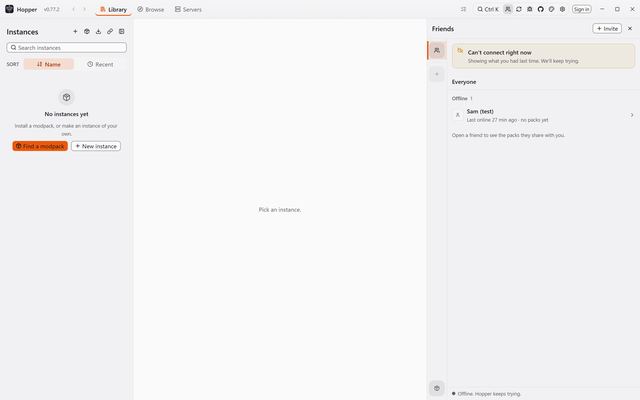 Hopper v0.77.2 Library Browse Servers Ctrl K Sign in
Instances
Search instances
SORT Name Recent
No instances yet
Install a modpack, or make an instance of your
own.
Find a modpack New instance
Pick an instance.
Friends Invite
Can't connect right now
Showing what you had last time. We'll keep trying.
Everyone
Offline 1
Sam (test)
Last online 27 min ago · no packs yet
Open a friend to see the packs they share with you.
Offline. Hopper keeps trying.